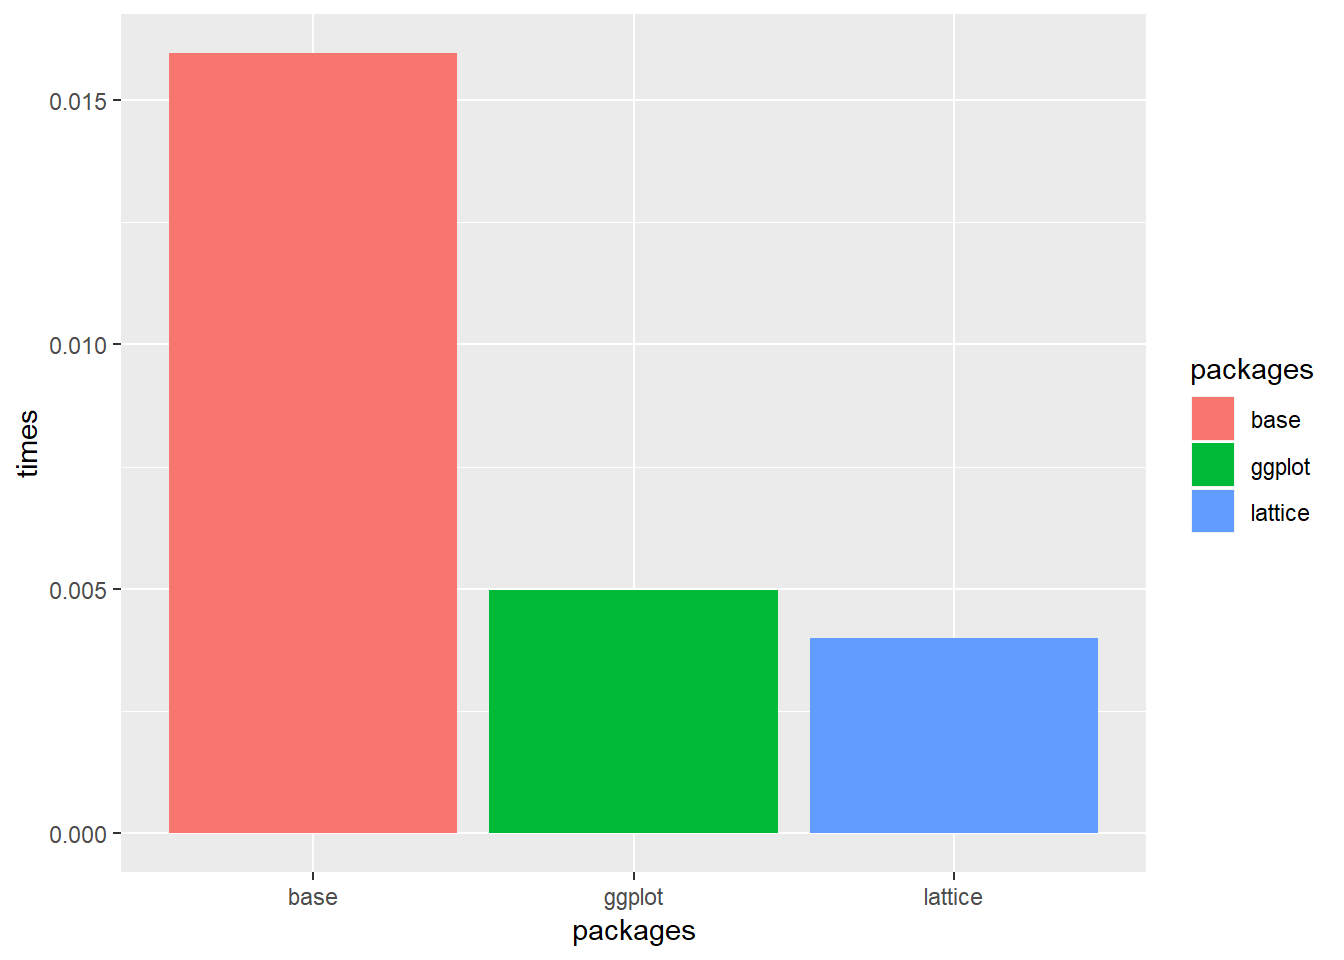 times
0.015
0.010
0.005
0.000
base
ggplot
lattice
packages
packages
base
ggplot
lattice